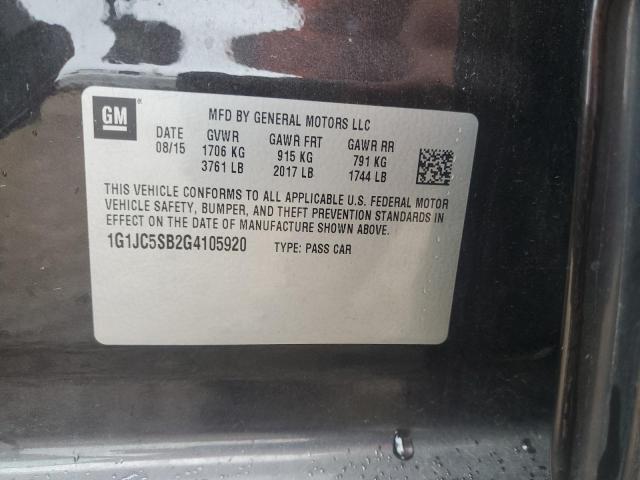 GM
MFD BY GENERAL MOTORS LLC
DATE GVWR GAWR FRT GAWR RR
08/15 1706 KG 915 KG 791 KG
3761 LB 2017 LB 1744 LB
THIS VEHICLE CONFORMS TO ALL APPLICABLE U.S. FEDERAL MOTOR
VEHICLE SAFETY, BUMPER, AND THEFT PREVENTION STANDARDS IN
EFFECT ON THE DATE OF MANUFACTURE SHOWN ABOVE.
1G1JC5SB2G4105920 TYPE: PASS CAR